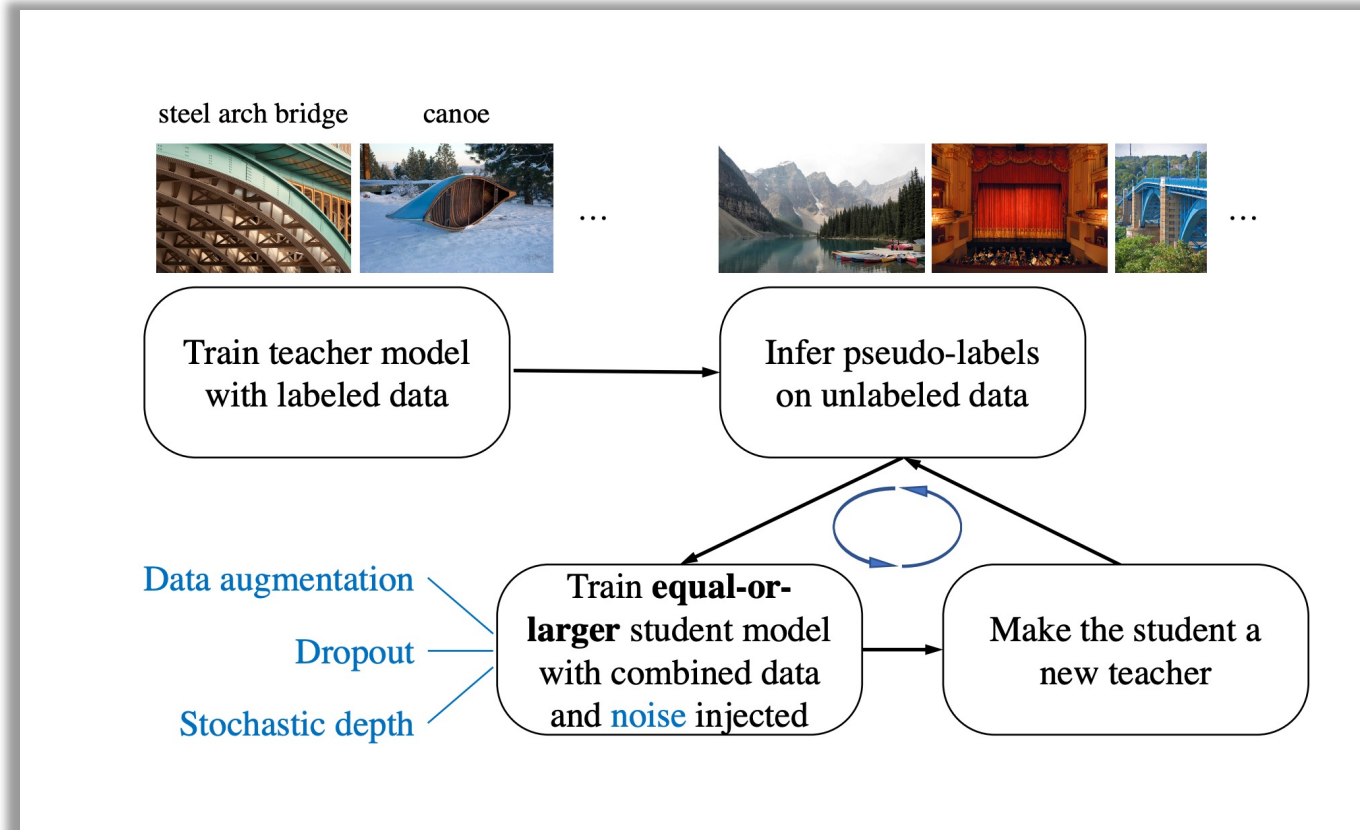 steel arch bridge
canoe
...
...
Train teacher model
with labeled data
Infer pseudo-labels
on unlabeled data
Data augmentation
Dropout
Stochastic depth
Train equal-or-
larger student model
with combined data
and noise injected
Make the student a
new teacher